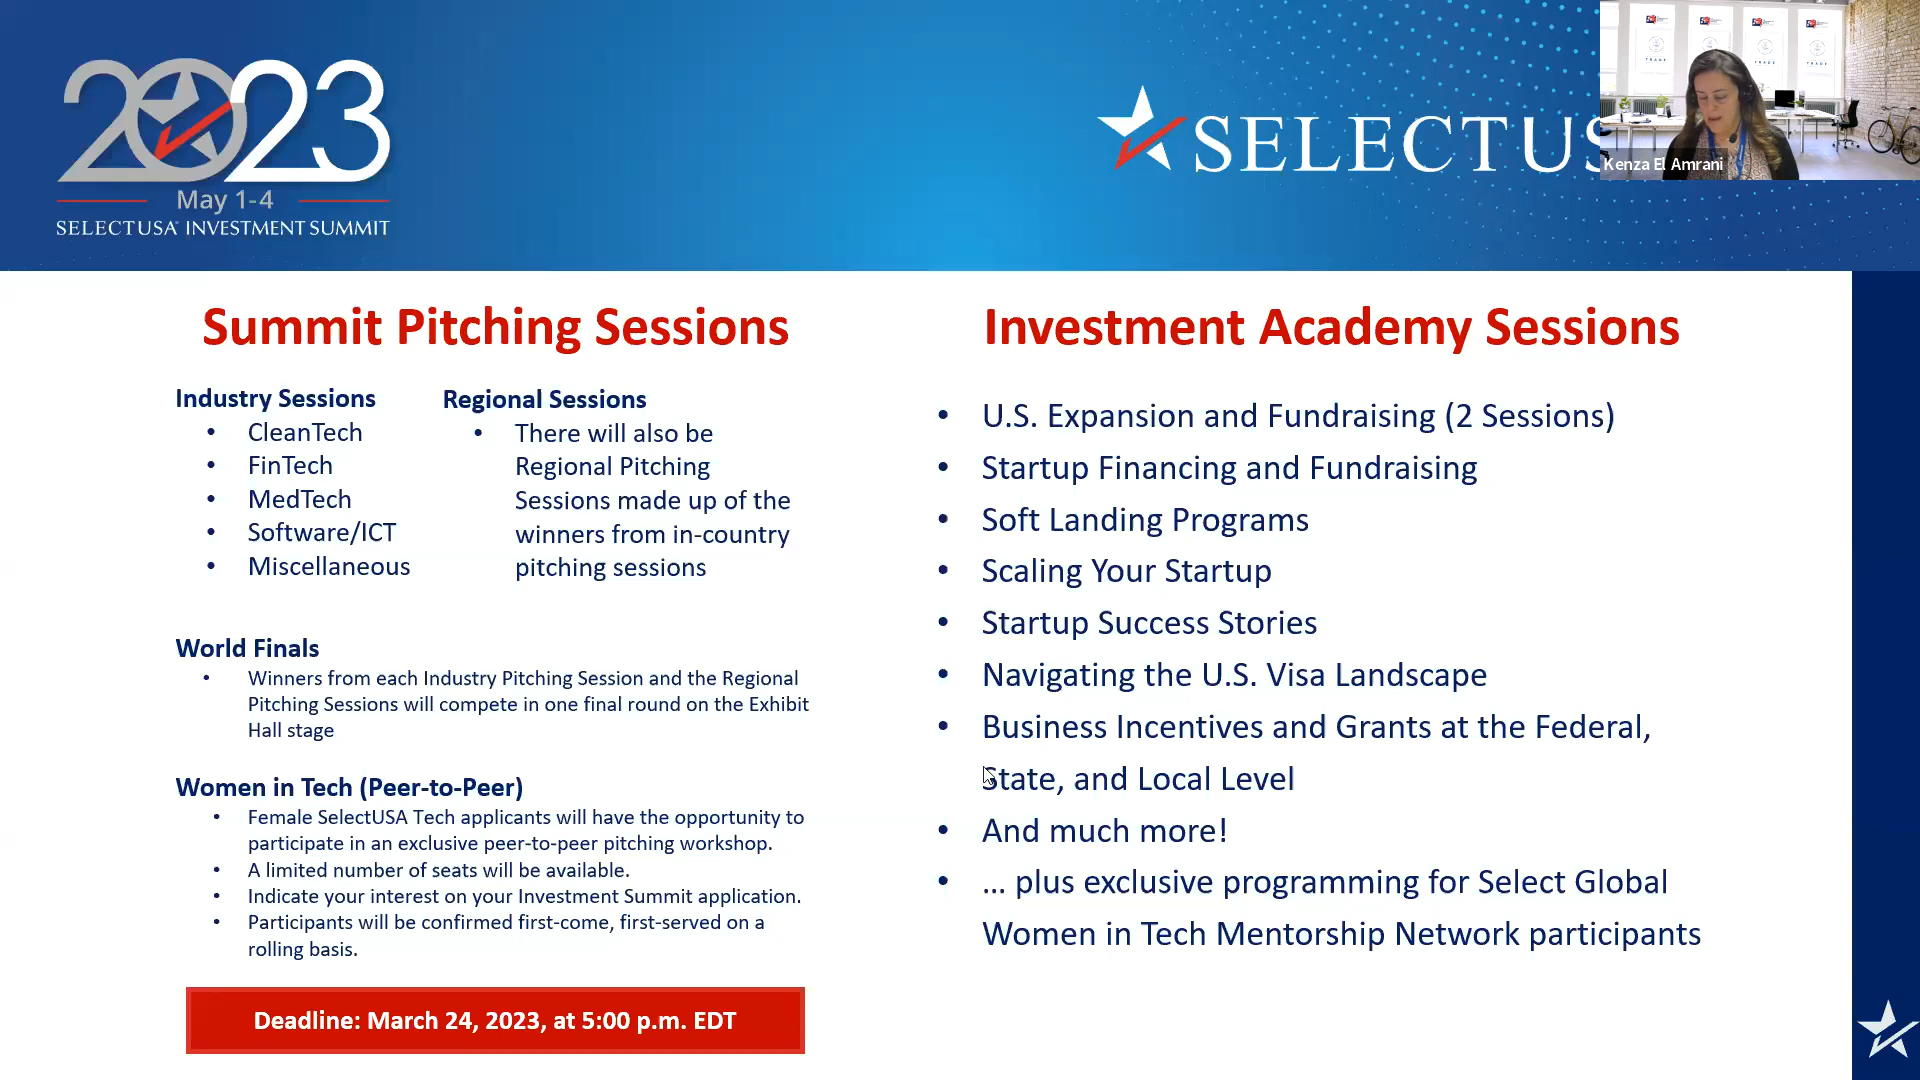 2023
May 1-4
SELECTUSA® INVESTMENT SUMMIT
SELECTUS
Kenza El Amrani
Summit Pitching Sessions
Industry Sessions
• CleanTech
• FinTech
• MedTech
• Software/ICT
• Miscellaneous
Regional Sessions
• There will also be
Regional Pitching
Sessions made up of the
winners from in-country
pitching sessions
World Finals
• Winners from each Industry Pitching Session and the Regional
Pitching Sessions will compete in one final round on the Exhibit
Hall stage
Women in Tech (Peer-to-Peer)
• Female SelectUSA Tech applicants will have the opportunity to
participate in an exclusive peer-to-peer pitching workshop.
• A limited number of seats will be available.
• Indicate your interest on your Investment Summit application.
• Participants will be confirmed first-come, first-served on a
rolling basis.
Deadline: March 24, 2023, at 5:00 p.m. EDT
Investment Academy Sessions
• U.S. Expansion and Fundraising (2 Sessions)
• Startup Financing and Fundraising
• Soft Landing Programs
• Scaling Your Startup
• Startup Success Stories
• Navigating the U.S. Visa Landscape
• Business Incentives and Grants at the Federal,
State, and Local Level
• And much more!
• ... plus exclusive programming for Select Global
Women in Tech Mentorship Network participants